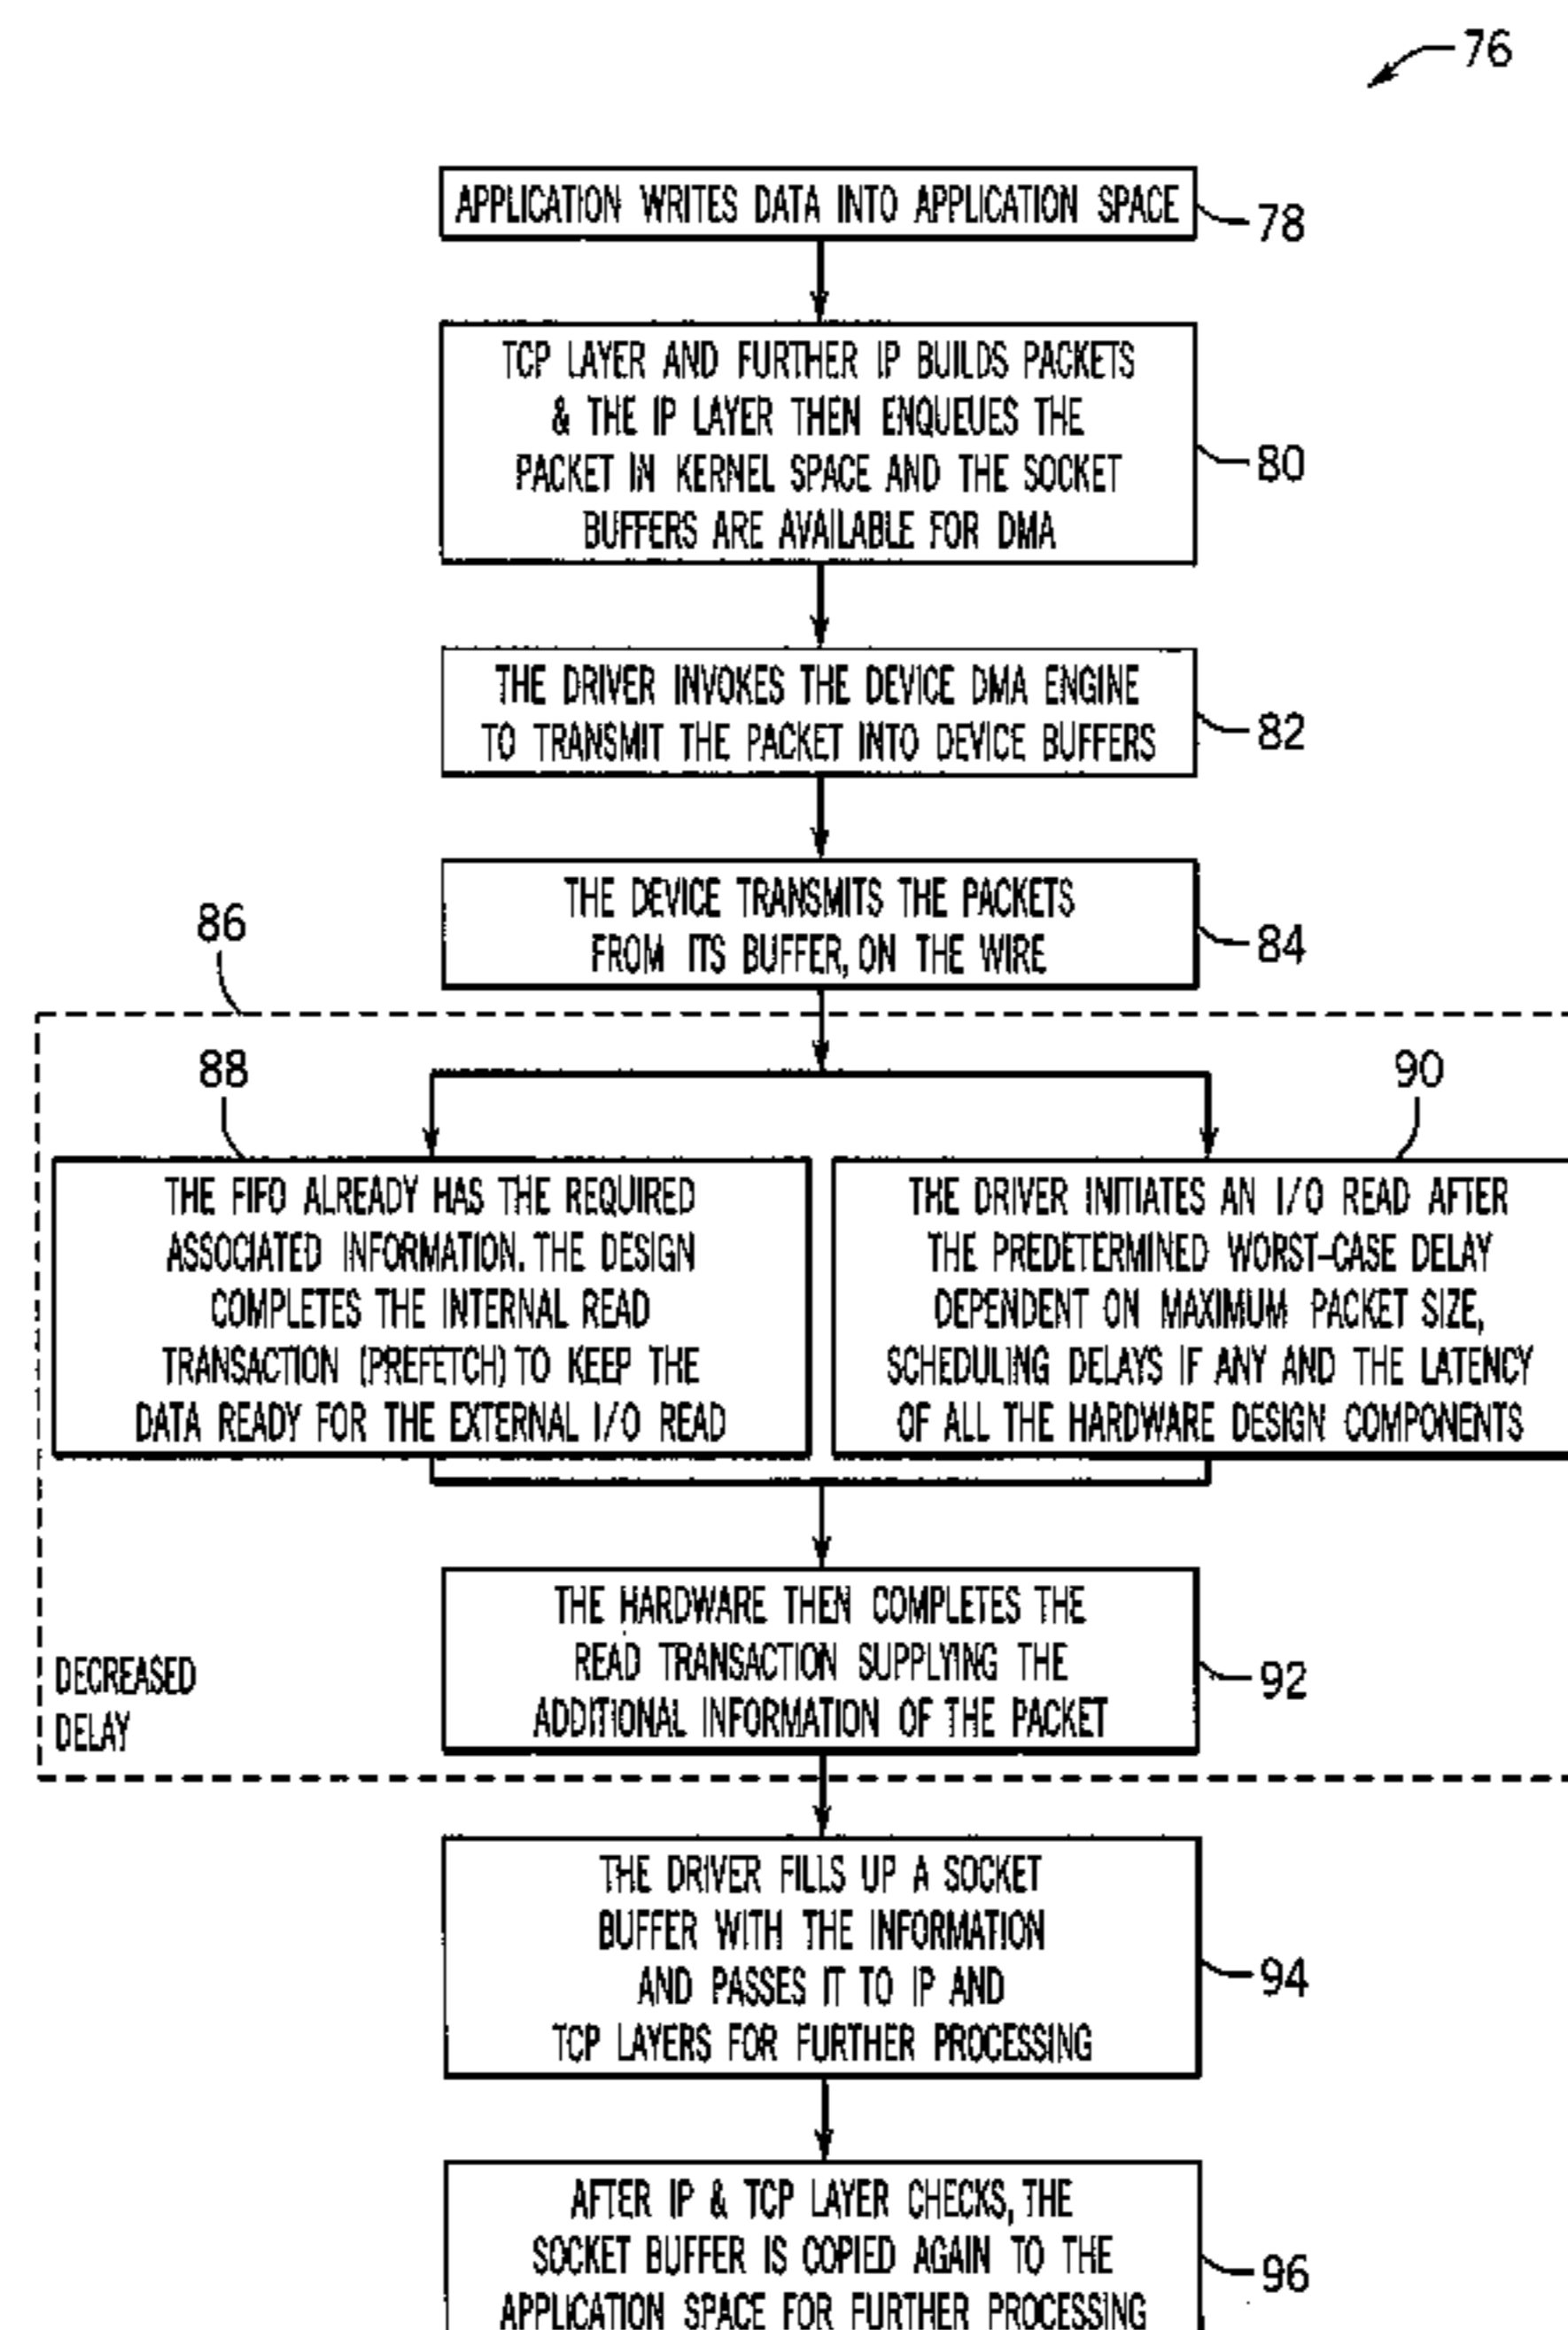 76
APPLICATION WRITES DATA INTO APPLICATION SPACE
78
TCP LAYER AND FURTHER IP BUILDS PACKETS
& THE IP LAYER THEN ENQUEUES THE
PACKET IN KERNEL SPACE AND THE SOCKET
BUFFERS ARE AVAILABLE FOR DMA
80
THE DRIVER INVOKES THE DEVICE DMA ENGINE
TO TRANSMIT THE PACKET INTO DEVICE BUFFERS
82
THE DEVICE TRANSMITS THE PACKETS
FROM ITS BUFFER, ON THE WIRE
84
86
88
THE FIFO ALREADY HAS THE REQUIRED
ASSOCIATED INFORMATION. THE DESIGN
COMPLETES THE INTERNAL READ
TRANSACTION (PREFETCH) TO KEEP THE
DATA READY FOR THE EXTERNAL I/O READ
90
THE DRIVER INITIATES AN I/O READ AFTER
THE PREDETERMINED WORST-CASE DELAY
DEPENDENT ON MAXIMUM PACKET SIZE,
SCHEDULING DELAYS IF ANY AND THE LATENCY
OF ALL THE HARDWARE DESIGN COMPONENTS
THE HARDWARE THEN COMPLETES THE
READ TRANSACTION SUPPLYING THE
ADDITIONAL INFORMATION OF THE PACKET
92
DECREASED
DELAY
THE DRIVER FILLS UP A SOCKET
BUFFER WITH THE INFORMATION
AND PASSES IT TO IP AND
TCP LAYERS FOR FURTHER PROCESSING
94
AFTER IP & TCP LAYER CHECKS, THE
SOCKET BUFFER IS COPIED AGAIN TO THE
APPLICATION SPACE FOR FURTHER PROCESSING
96